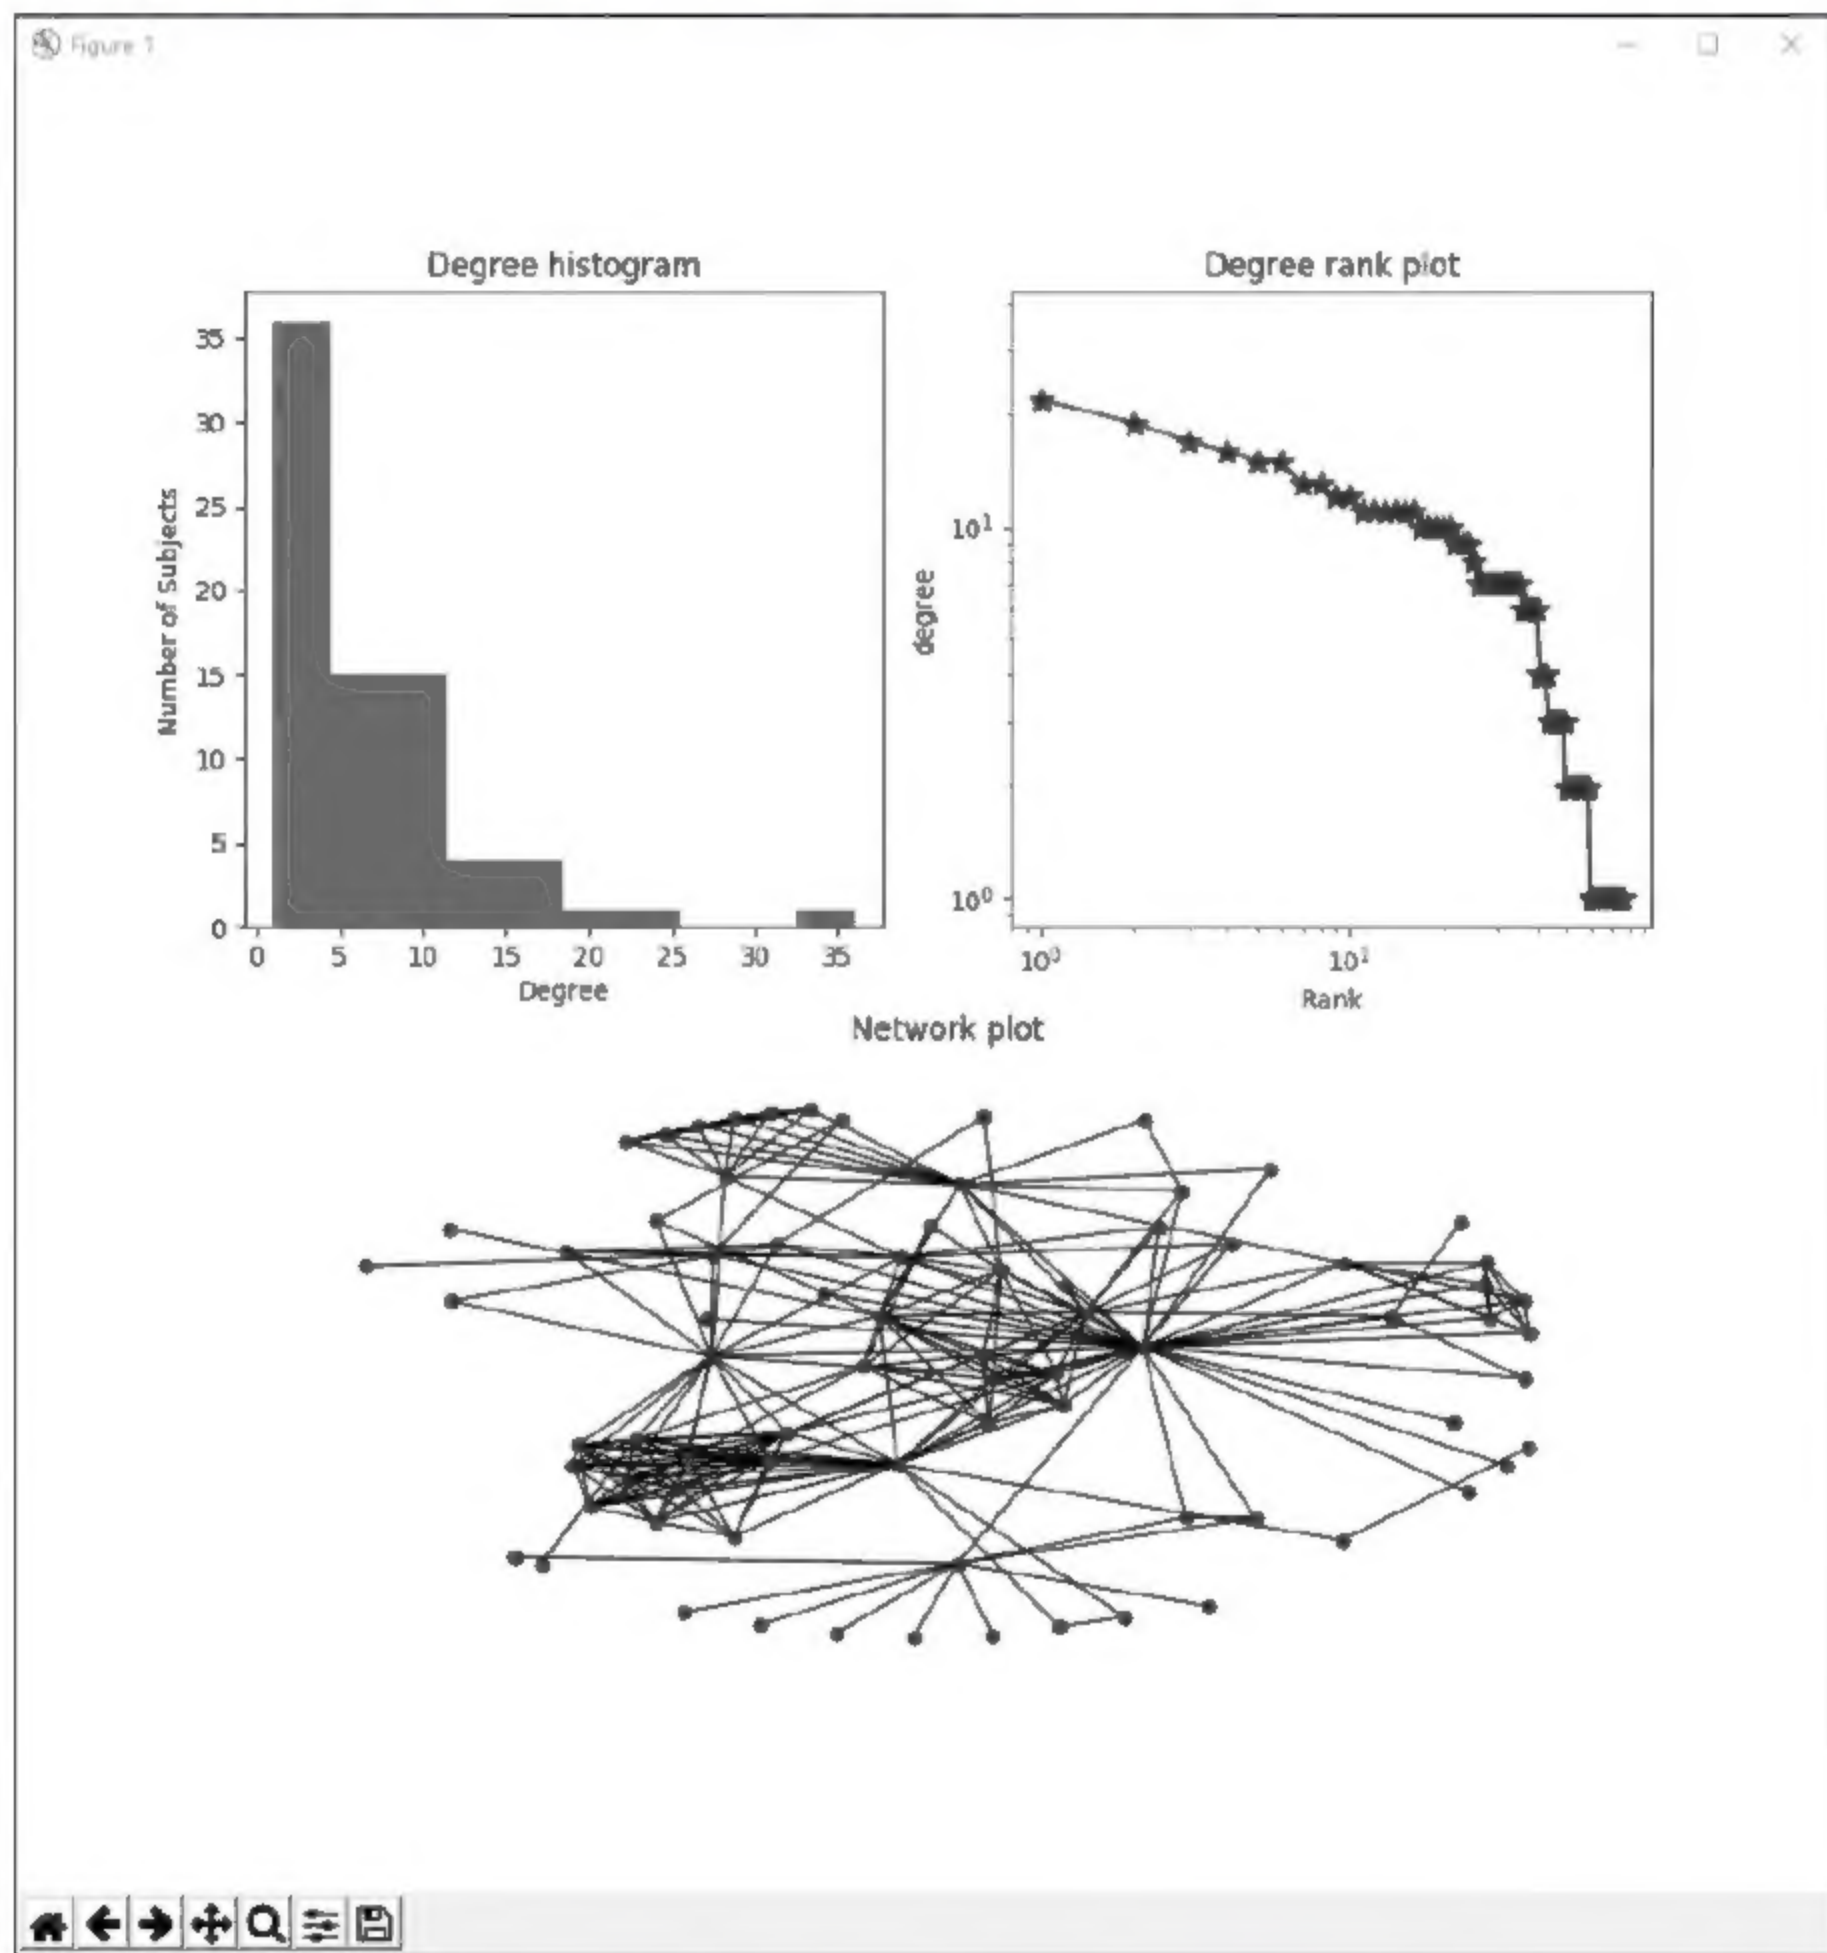 Figure 1
Degree histogram
Number of Subjects
35
30
25
20
15
10
5
0
0 5 10 15 20 25 30 35
Degree
Degree rank plot
degree
10¹
10⁰
10⁰ 10¹
Rank
Network plot